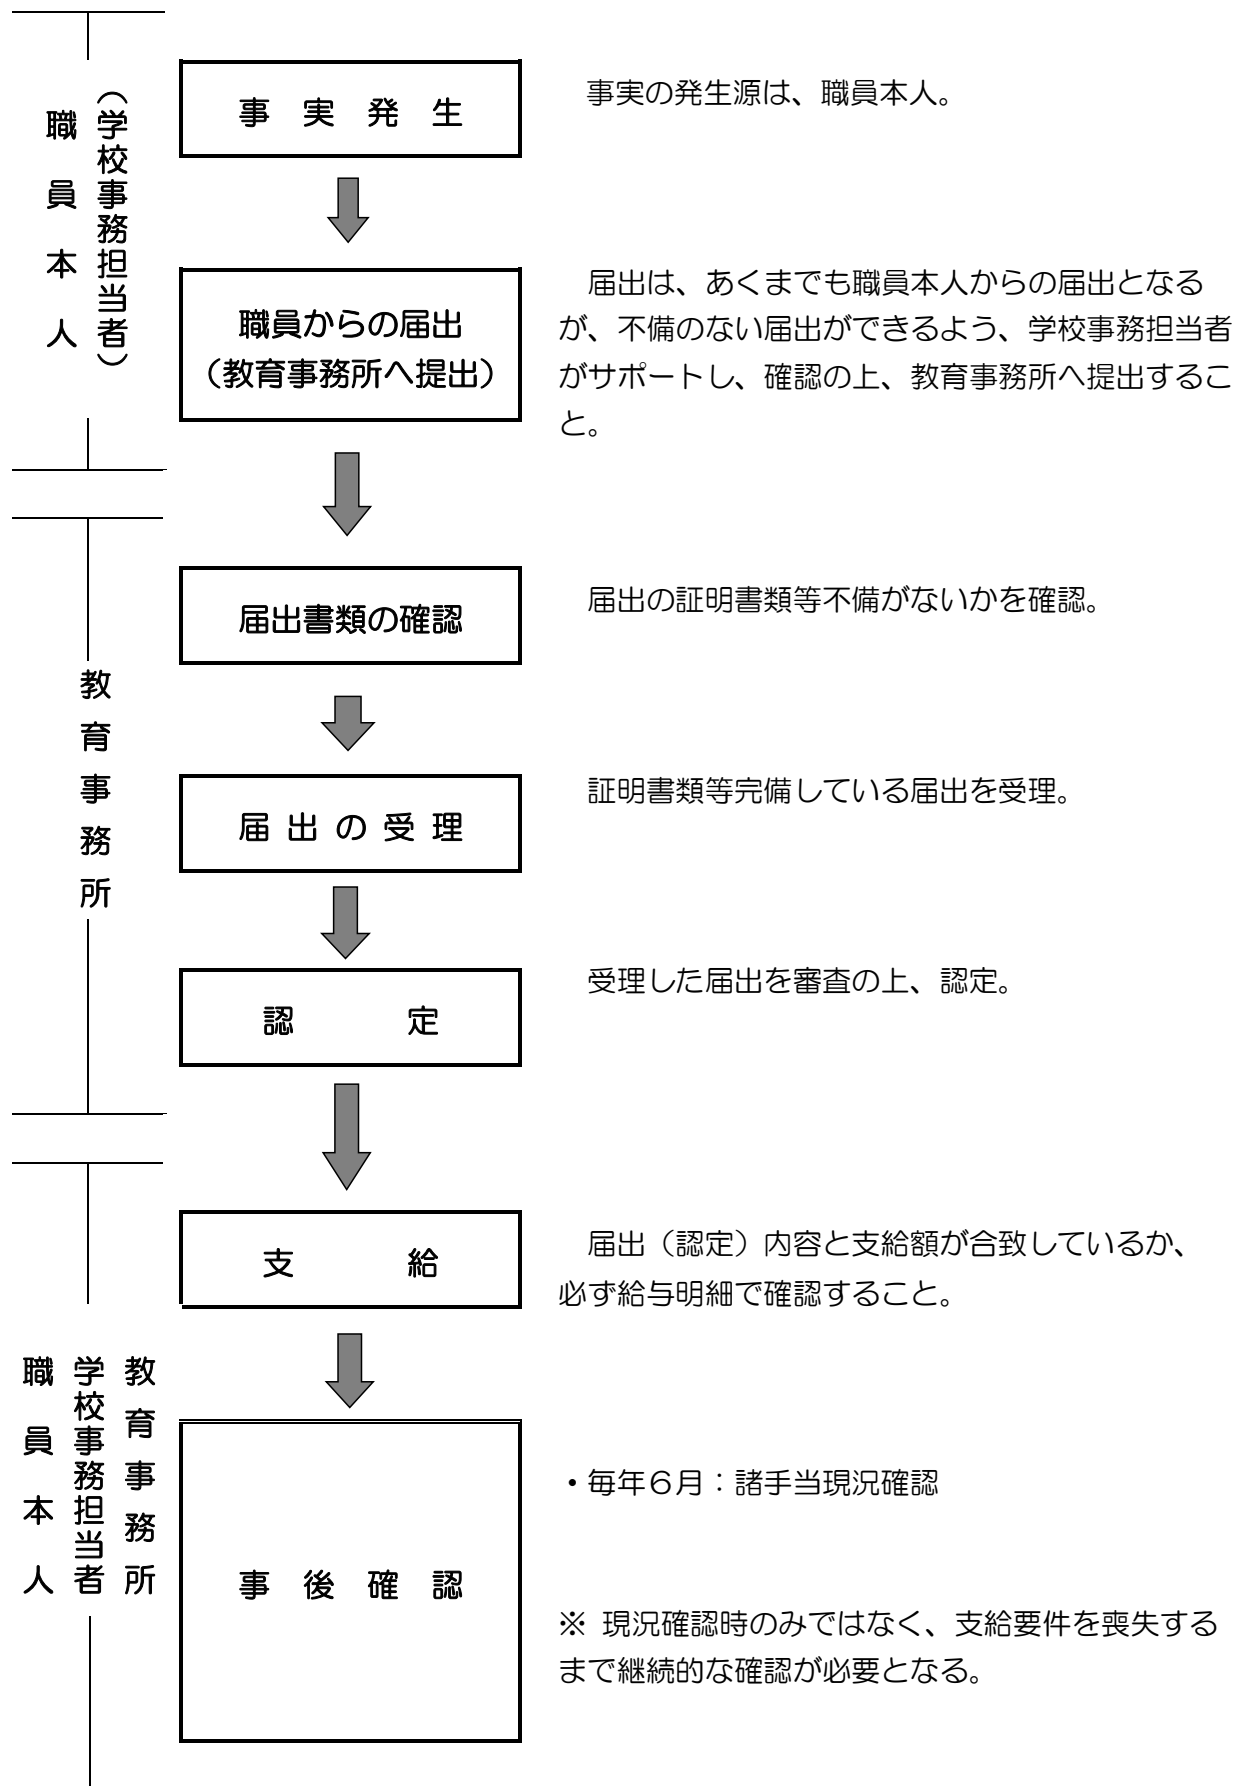 職員本人
（学校事務担当者）
事実発生
事実の発生源は、職員本人。
職員からの届出
（教育事務所へ提出）
届出は、あくまでも職員本人からの届出となる
が、不備のない届出ができるよう、学校事務担当者
がサポートし、確認の上、教育事務所へ提出するこ
と。
教育事務所
届出書類の確認
届出の証明書類等不備がないかを確認。
届出の受理
証明書類等完備している届出を受理。
認定
受理した届出を審査の上、認定。
職員本人
学校事務担当者
教育事務所
支給
届出（認定）内容と支給額が合致しているか、
必ず給与明細で確認すること。
事後確認
・毎年６月：諸手当現況確認
※ 現況確認時のみではなく、支給要件を喪失する
まで継続的な確認が必要となる。